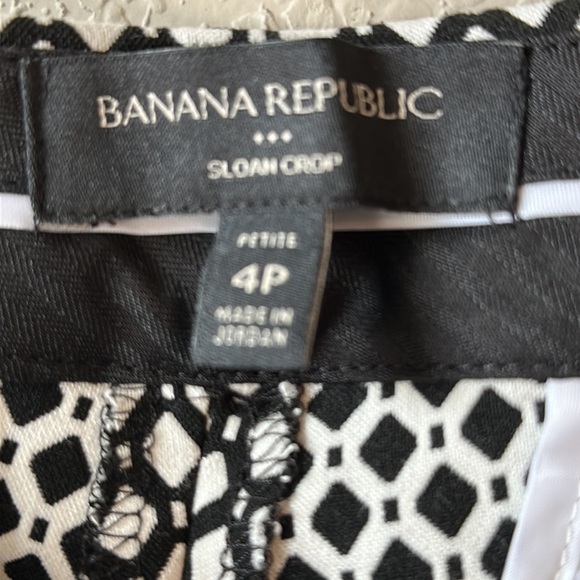 BANANA REPUBLIC
SLOAN CROP
PETITE
4P
MADE IN
JORDAN